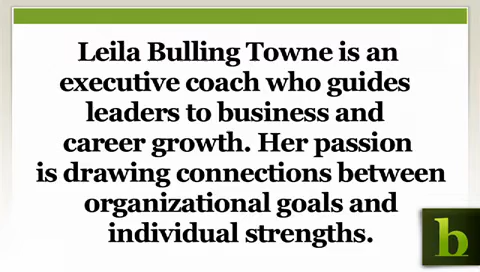 Leila Bulling Towne is an
executive coach who guides
leaders to business and
career growth. Her passion
is drawing connections between
organizational goals and
individual strengths.
b